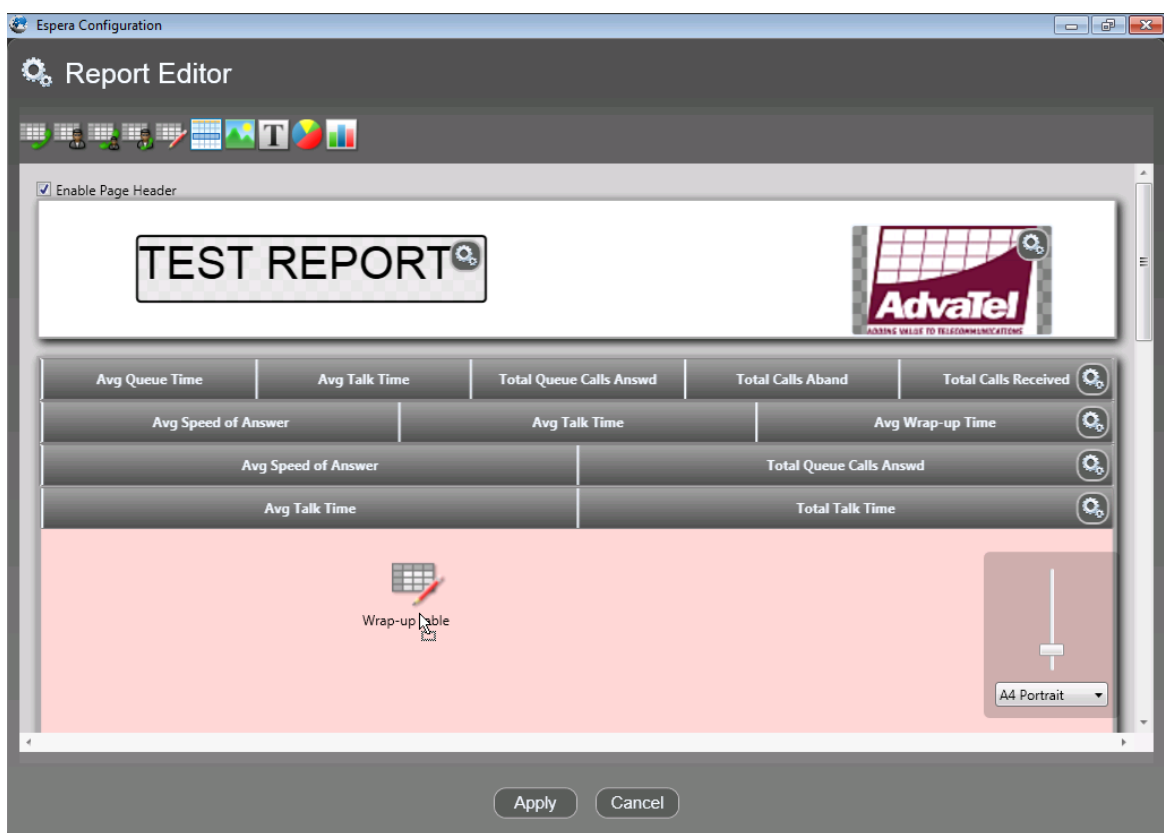 Espera Configuration
Report Editor
T
Enable Page Header
TEST REPORT
AdvaTel
ADDING VALUE TO TELECOMMUNICATIONS
Avg Queue Time Avg Talk Time Total Queue Calls Answd Total Calls Aband Total Calls Received
Avg Speed of Answer Avg Talk Time Avg Wrap-up Time
Avg Speed of Answer Total Queue Calls Answd
Avg Talk Time Total Talk Time
Wrap-up Table
A4 Portrait
Apply Cancel